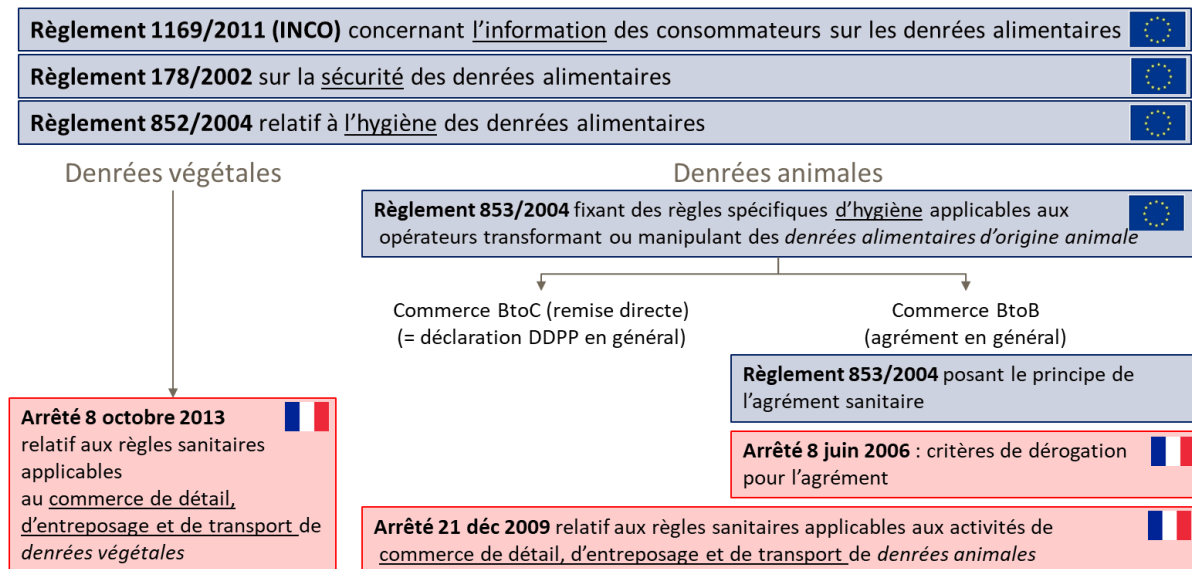 Règlement 1169/2011 (INCO) concernant l'information des consommateurs sur les denrées alimentaires
Règlement 178/2002 sur la sécurité des denrées alimentaires
Règlement 852/2004 relatif à l'hygiène des denrées alimentaires
Denrées végétales
Denrées animales
Règlement 853/2004 fixant des règles spécifiques d'hygiène applicables aux
opérateurs transformant ou manipulant des denrées alimentaires d'origine animale
Commerce BtoC (remise directe)
(= déclaration DDPP en général)
Commerce BtoB
(agrément en général)
Règlement 853/2004 posant le principe de
l'agrément sanitaire
Arrêté 8 octobre 2013
relatif aux règles sanitaires
applicables
au commerce de détail,
d'entreposage et de transport de
denrées végétales
Arrêté 8 juin 2006 : critères de dérogation
pour l'agrément
Arrêté 21 déc 2009 relatif aux règles sanitaires applicables aux activités de
commerce de détail, d'entreposage et de transport de denrées animales